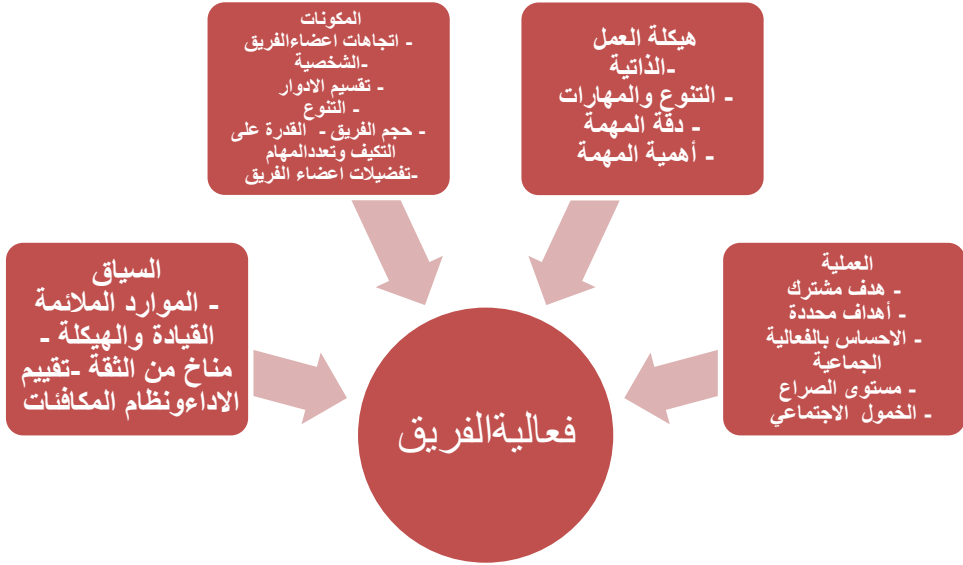 المكونات
- اتجاهات اعضاءالفريق
-الشخصية
- تقسيم الادوار
- التنوع
- حجم الفريق - القدرة على
التكيف وتعددالمهام
-تفضيلات اعضاء الفريق
هيكلة العمل
-الذاتية
- التنوع والمهارات
- دقة المهمة
- أهمية المهمة
السياق
- الموارد الملائمة
القيادة والهيكلة -
مناخ من الثقة -تقييم
الاداءونظام المكافئات
العملية
- هدف مشترك
- أهداف محددة
- الاحساس بالفعالية
الجماعية
- مستوى الصراع
- الخمول الاجتماعي
فعاليةالفريق